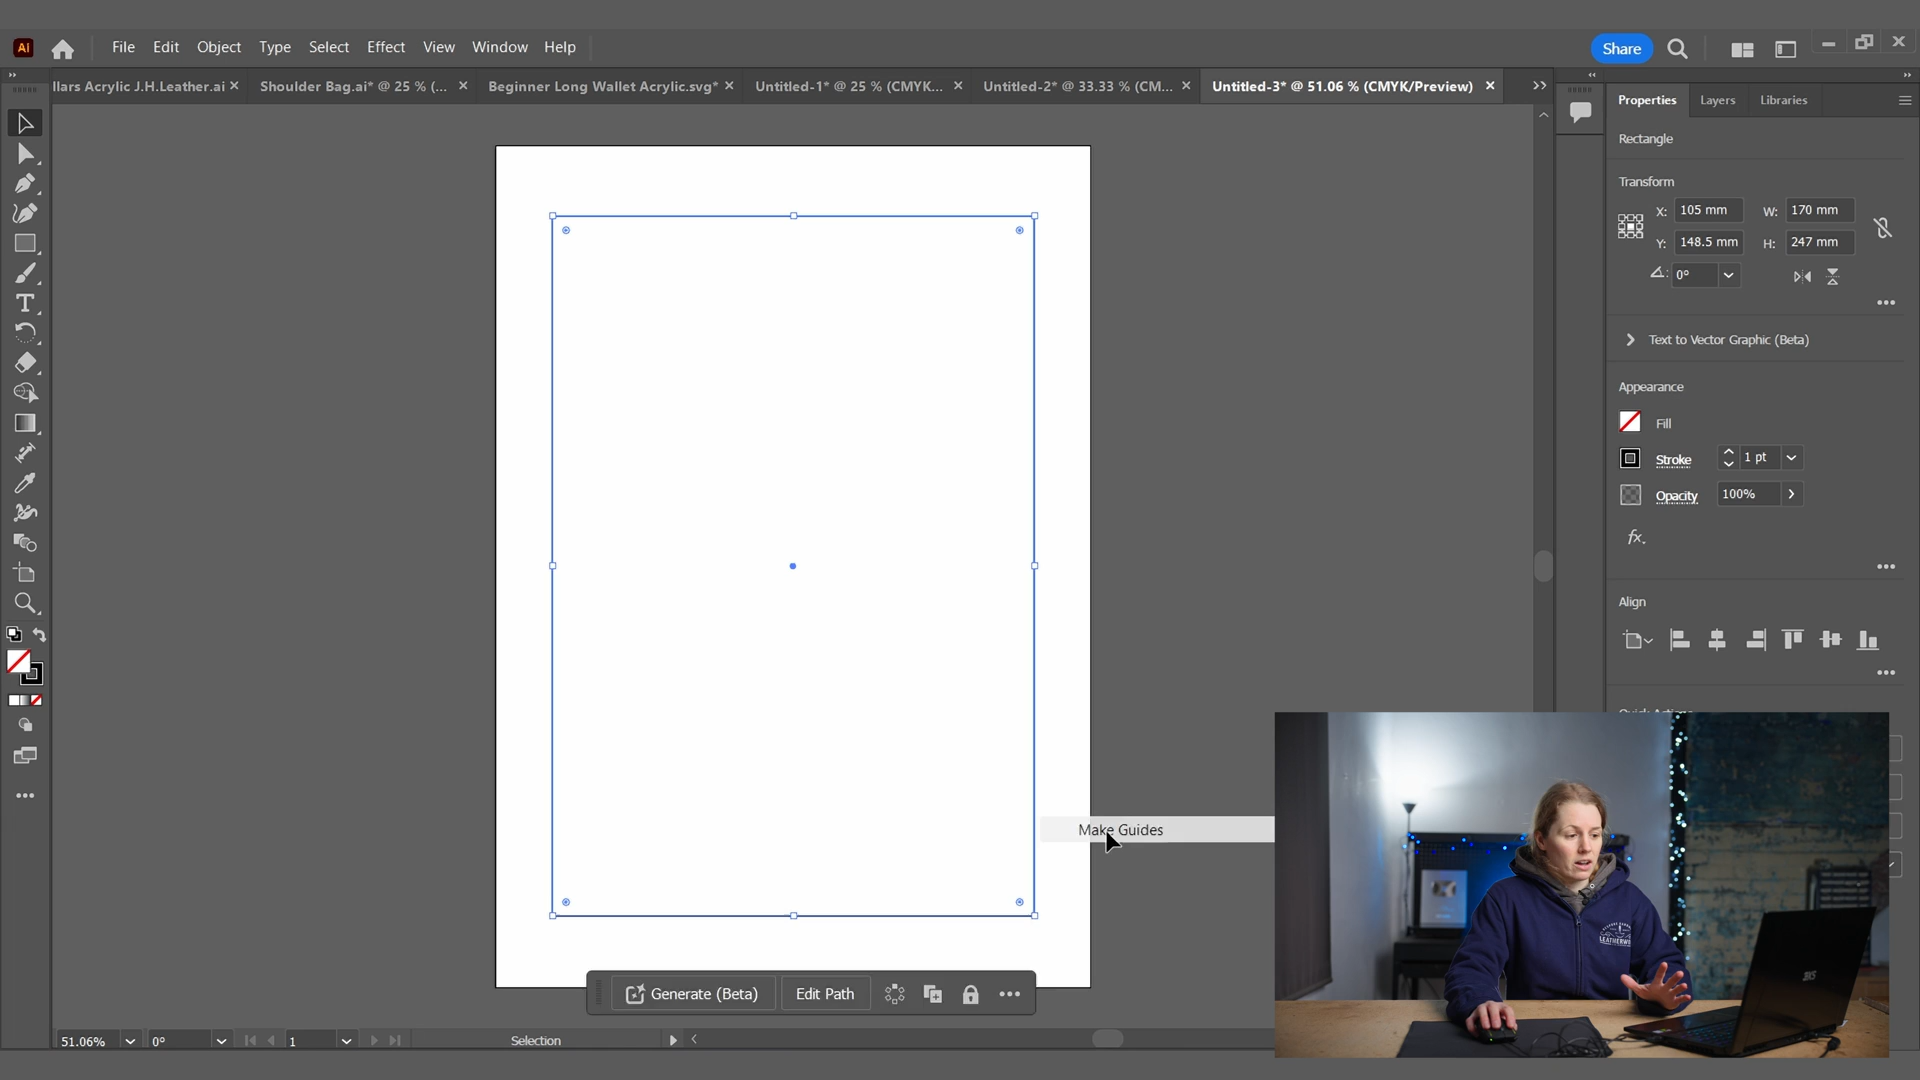 Ai
File Edit Object Type Select Effect View Window Help
Share
llars Acrylic J.H.Leather.ai × Shoulder Bag.ai* @ 25 % (... × Beginner Long Wallet Acrylic.svg* × Untitled-1* @ 25 % (CMYK... × Untitled-2* @ 33.33 % (CM... × Untitled-3* @ 51.06 % (CMYK/Preview) ×
Properties Layers Libraries
Rectangle
Transform
X: 105 mm W: 170 mm
Y: 148.5 mm H: 247 mm
0°
Text to Vector Graphic (Beta)
Appearance
Fill
Stroke 1 pt
Opacity 100%
fx.
Align
Make Guides
Generate (Beta) Edit Path
51.06% 0° 1 Selection